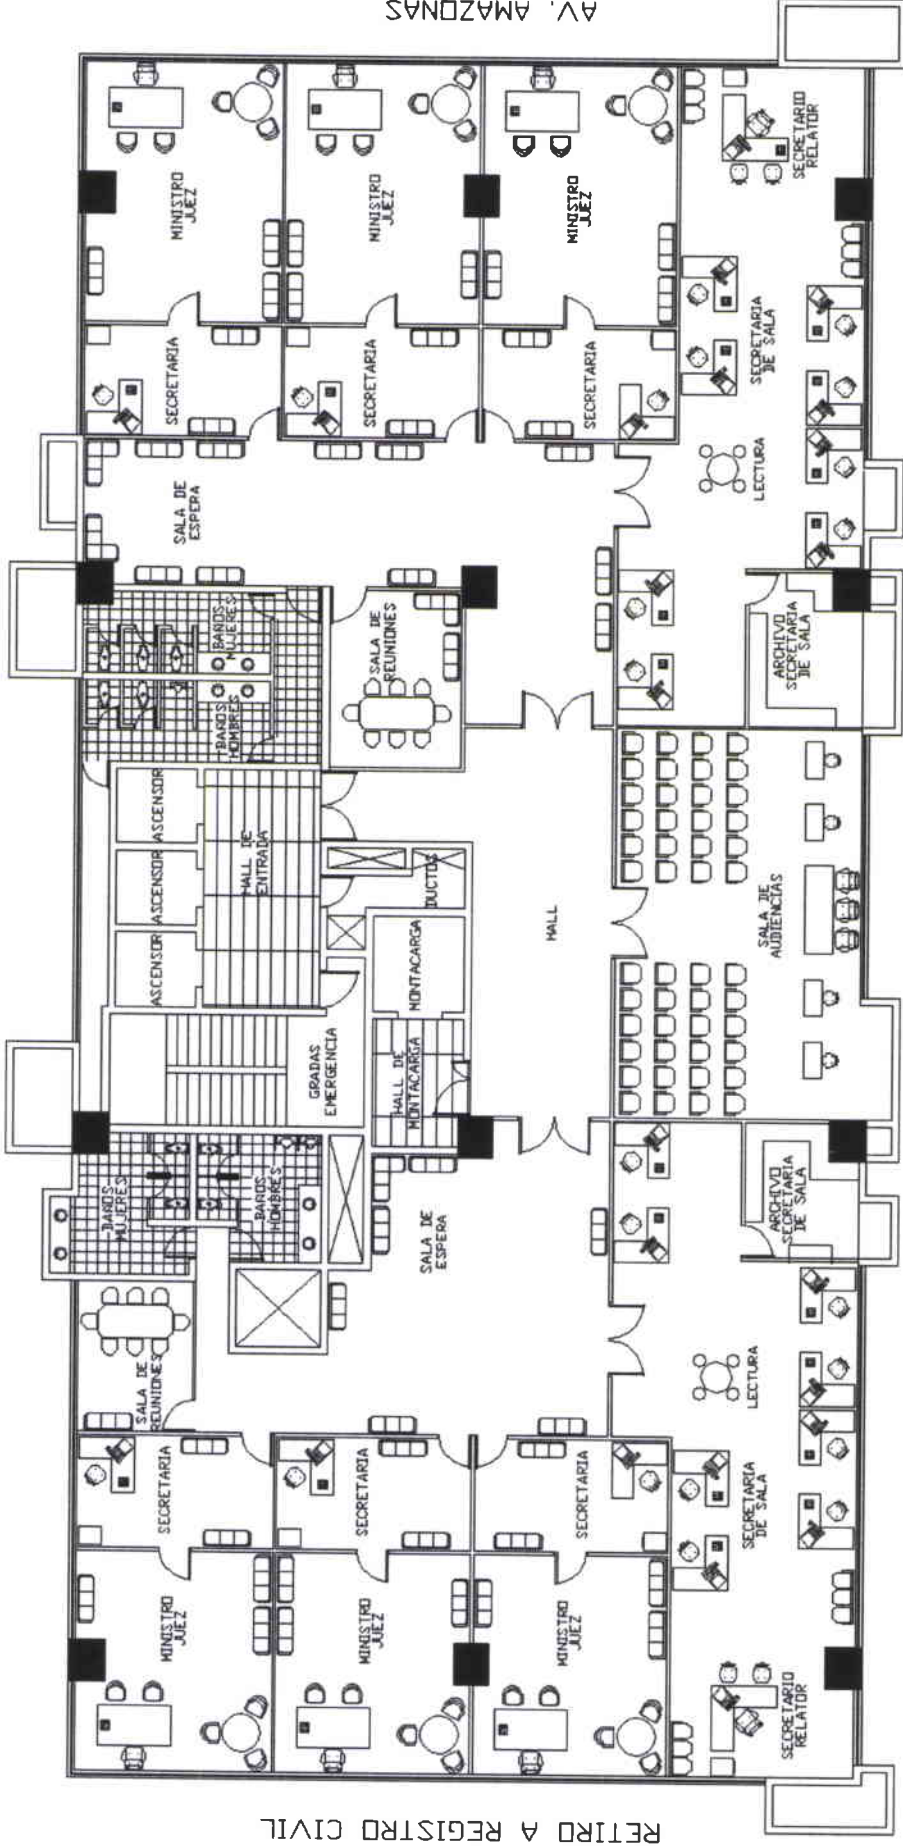 AV. AMAZONAS
MINISTRO
JUEZ
MINISTRO
JUEZ
MINISTRO
JUEZ
SECRETARIO
RELATOR
SECRETARIA
SECRETARIA
SECRETARIA
SECRETARIA
DE SALA
SALA DE
ESPERA
LECTURA
BAÑOS
MUJERES
BAÑOS
HOMBRES
SALA DE
REUNIONES
ARCHIVO
SECRETARIA
DE SALA
ASCENSOR
ASCENSOR
ASCENSOR
HALL DE
ENTRADA
DUCTOS
MONTACARGA
HALL
SALA DE
AUDIENCIAS
GRADAS
EMERGENCIA
HALL DE
MONTACARGA
BAÑOS
MUJERES
BAÑOS
HOMBRES
SALA DE
ESPERA
ARCHIVO
SECRETARIA
DE SALA
SALA DE
REUNIONES
LECTURA
SECRETARIA
SECRETARIA
SECRETARIA
SECRETARIA
DE SALA
MINISTRO
JUEZ
MINISTRO
JUEZ
MINISTRO
JUEZ
SECRETARIO
RELATOR
RETIRO A REGISTRO CIVIL